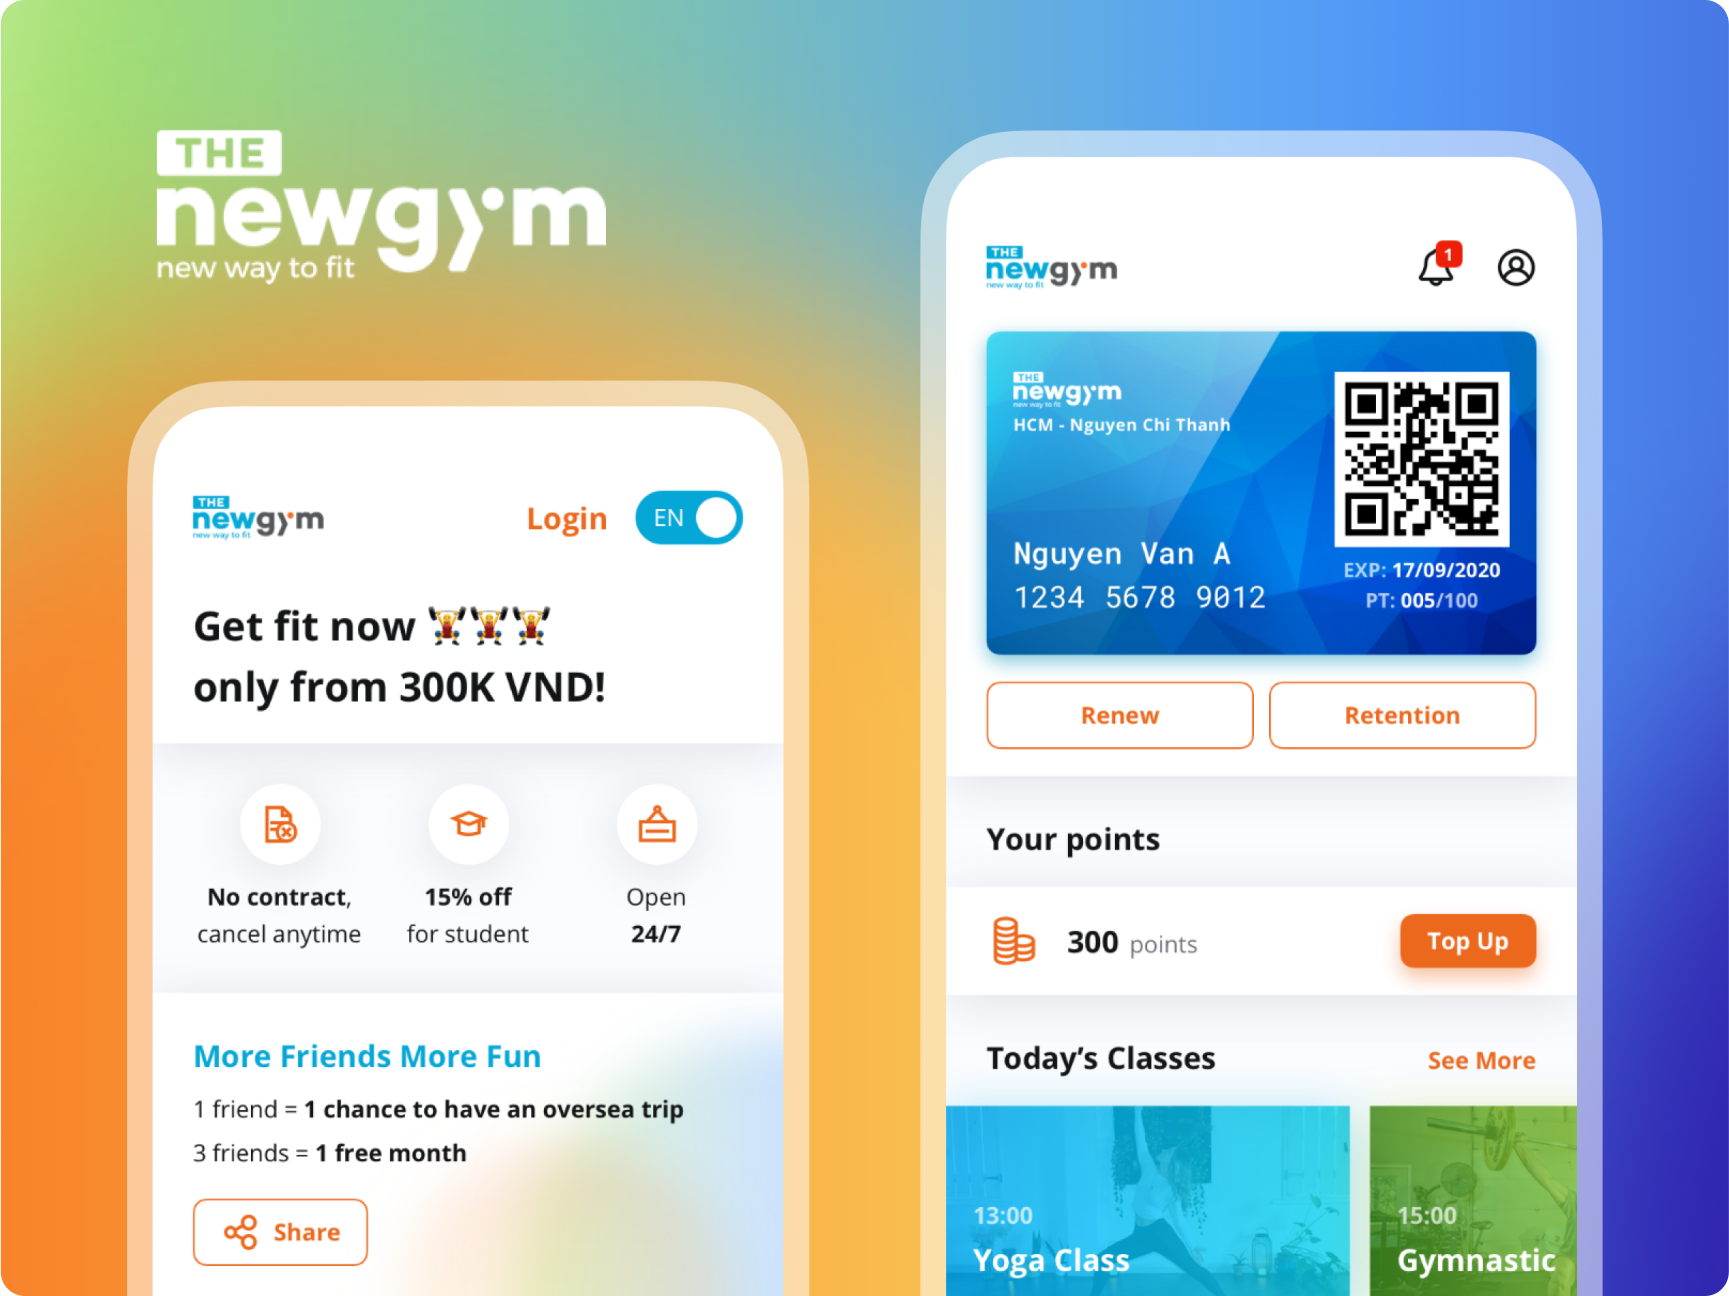 THE
newgym
new way to fit
THE
newgym
new way to fit
Login
EN
Get fit now 🏋️🏋️🏋️
only from 300K VND!
No contract,
cancel anytime
15% off
for student
Open
24/7
More Friends More Fun
1 friend = 1 chance to have an oversea trip
3 friends = 1 free month
Share
THE
newgym
new way to fit
1
THE
newgym
new way to fit
HCM - Nguyen Chi Thanh
Nguyen Van A
1234 5678 9012
EXP: 17/09/2020
PT: 005/100
Renew
Retention
Your points
300 points
Top Up
Today’s Classes
See More
13:00
Yoga Class
15:00
Gymnastic